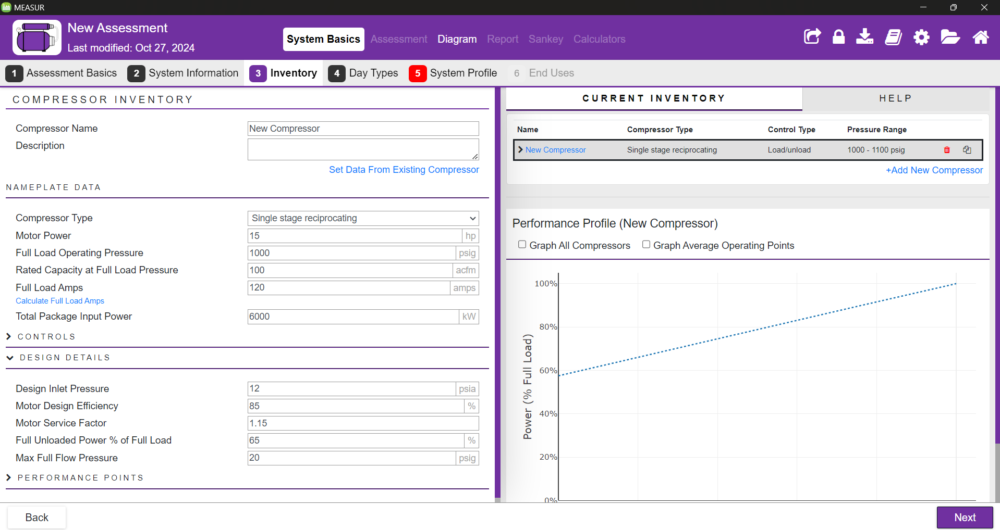 MEASUR
New Assessment
Last modified: Oct 27, 2024
System Basics Assessment Diagram Report Sankey Calculators
1 Assessment Basics 2 System Information 3 Inventory 4 Day Types 5 System Profile 6 End Uses
COMPRESSOR INVENTORY
Compressor Name New Compressor
Description
Set Data From Existing Compressor
NAMEPLATE DATA
Compressor Type Single stage reciprocating
Motor Power 15 hp
Full Load Operating Pressure 1000 psig
Rated Capacity at Full Load Pressure 100 acfm
Full Load Amps 120 amps
Calculate Full Load Amps
Total Package Input Power 6000 kW
CONTROLS
DESIGN DETAILS
Design Inlet Pressure 12 psia
Motor Design Efficiency 85 %
Motor Service Factor 1.15
Full Unloaded Power % of Full Load 65 %
Max Full Flow Pressure 20 psig
PERFORMANCE POINTS
CURRENT INVENTORY HELP
Name Compressor Type Control Type Pressure Range
New Compressor Single stage reciprocating Load/unload 1000 - 1100 psig
+Add New Compressor
Performance Profile (New Compressor)
Graph All Compressors Graph Average Operating Points
100%
80%
60%
40%
20%
0%
Power (% Full Load)
Back Next